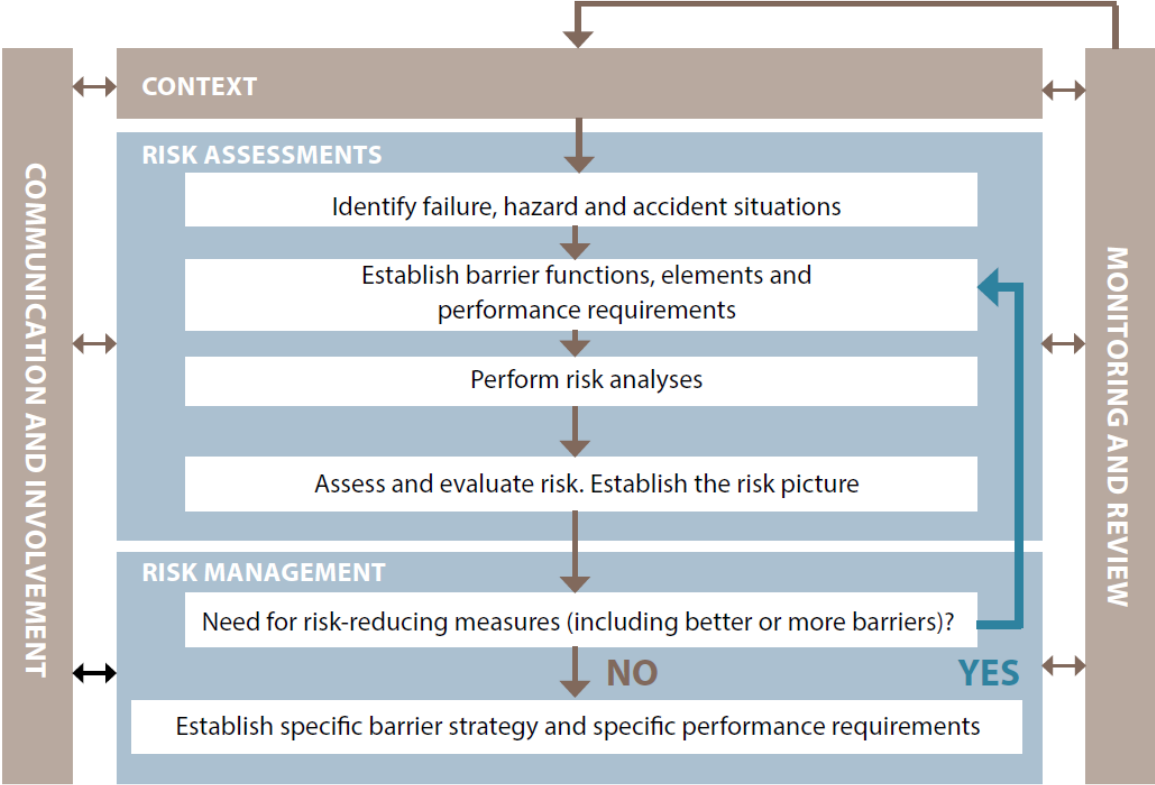 CONTEXT
COMMUNICATION AND INVOLVEMENT
MONITORING AND REVIEW
RISK ASSESSMENTS
Identify failure, hazard and accident situations
Establish barrier functions, elements and
performance requirements
Perform risk analyses
Assess and evaluate risk. Establish the risk picture
RISK MANAGEMENT
Need for risk-reducing measures (including better or more barriers)?
NO
YES
Establish specific barrier strategy and specific performance requirements